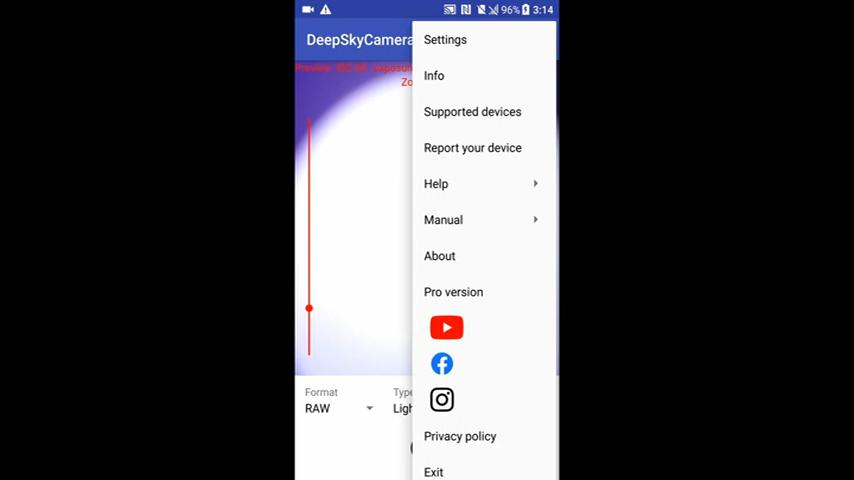 96% 3:14
DeepSkyCamera
Settings
Info
Supported devices
Report your device
Help
Manual
About
Pro version
Format
Type
RAW
Ligh
Privacy policy
Exit